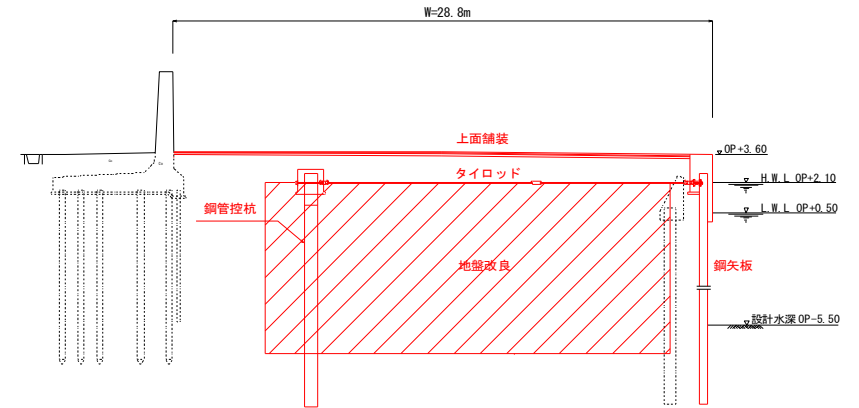 W=28.8m
上面舗装
OP+3.60
タイロッド
H.W.L OP+2.10
鋼管控杭
L.W.L OP+0.50
地盤改良
鋼矢板
設計水深 OP-5.50